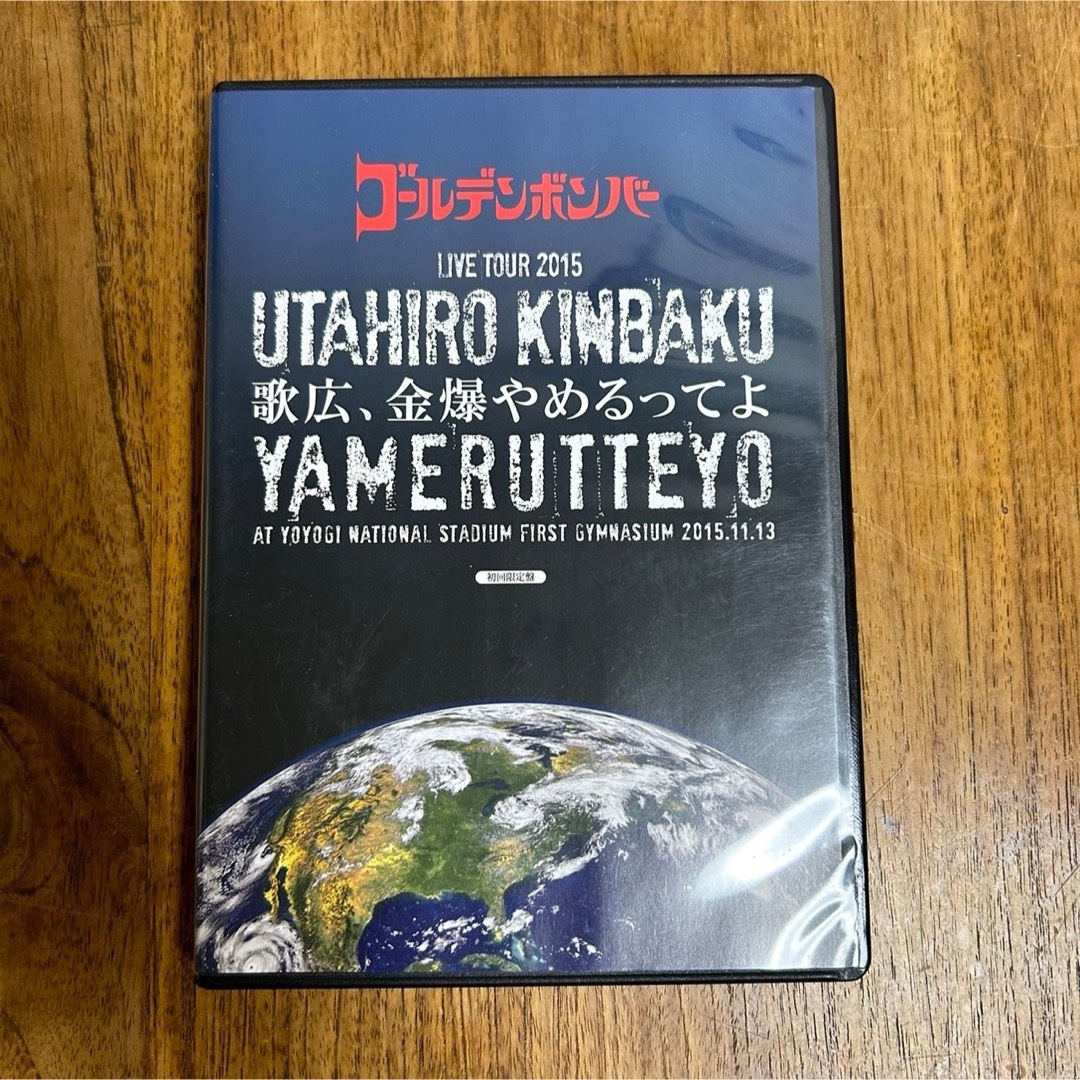 ゴールデンボンバー
LIVE TOUR 2015
UTAHIRO KINBAKU
歌広、金爆やめるってよ
YAMERUTTEYO
AT YOYOGI NATIONAL STADIUM FIRST GYMNASIUM 2015.11.13
初回限定盤